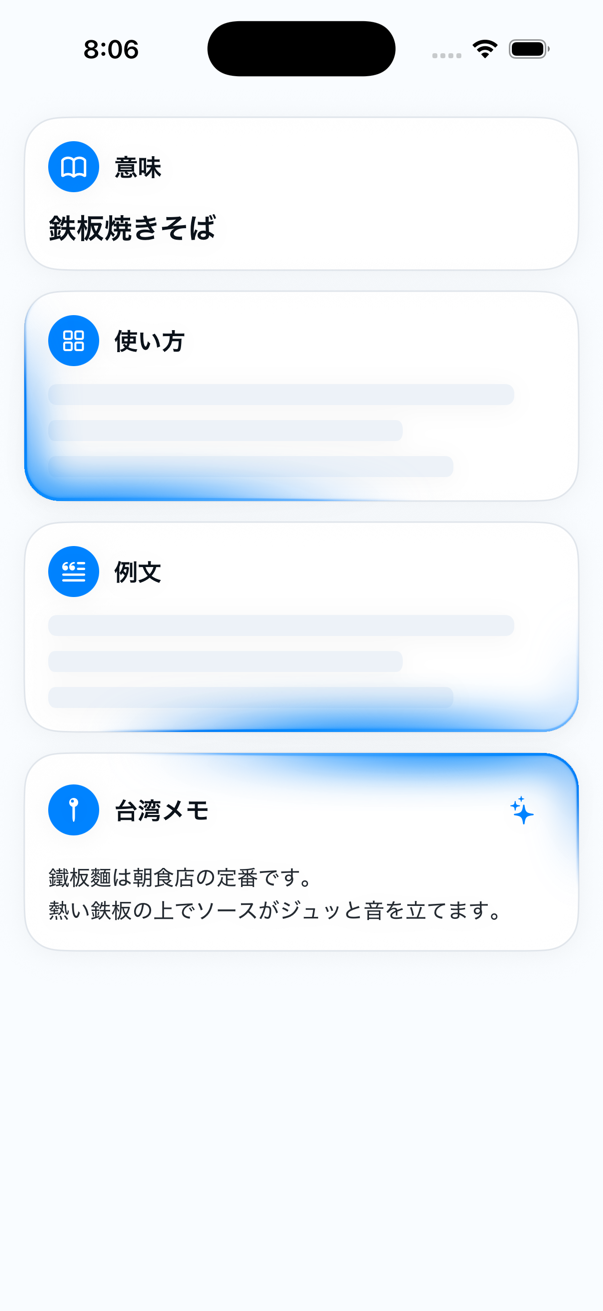 8:06
意味
鉄板焼きそば
使い方
例文
台湾メモ
鐵板麵は朝食店の定番です。
熱い鉄板の上でソースがジュッと音を立てます。